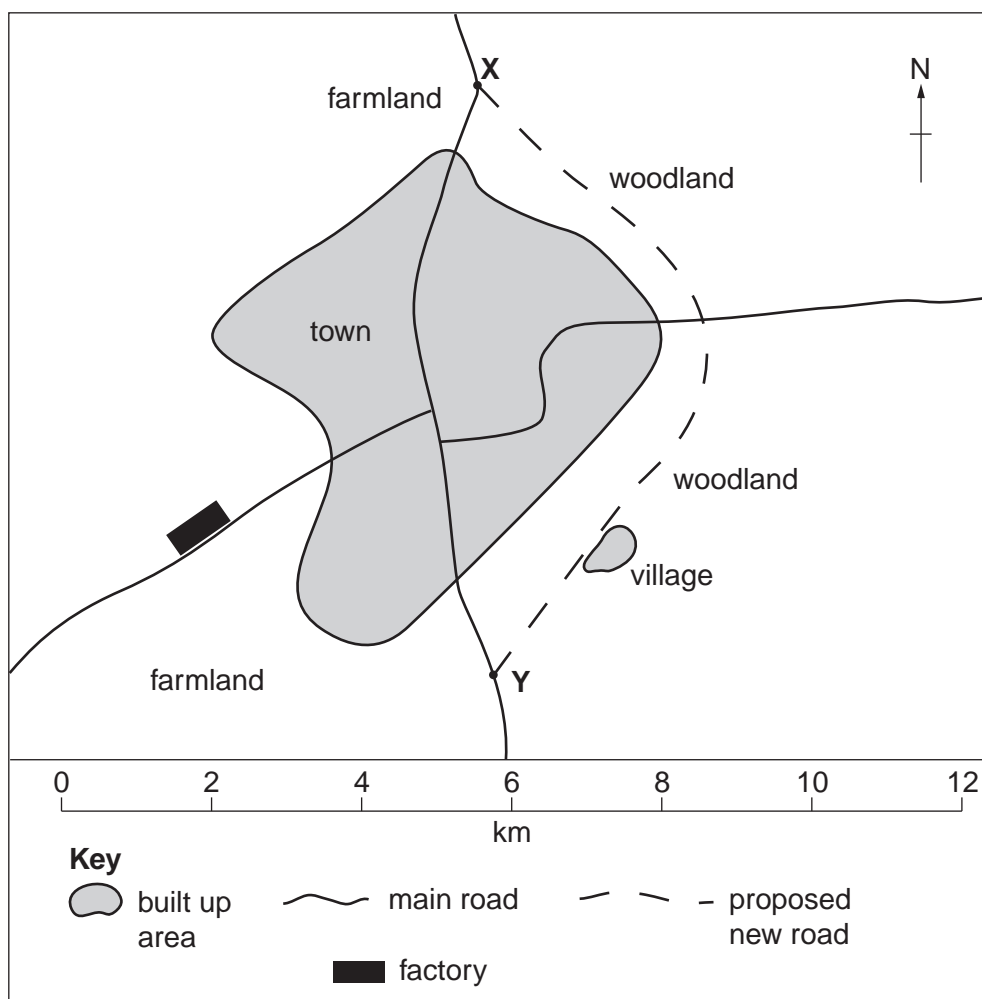 X
N
farmland
woodland
town
woodland
village
farmland
Y
0 2 4 6 8 10 12
km
Key
built up
area
main road
proposed
new road
factory